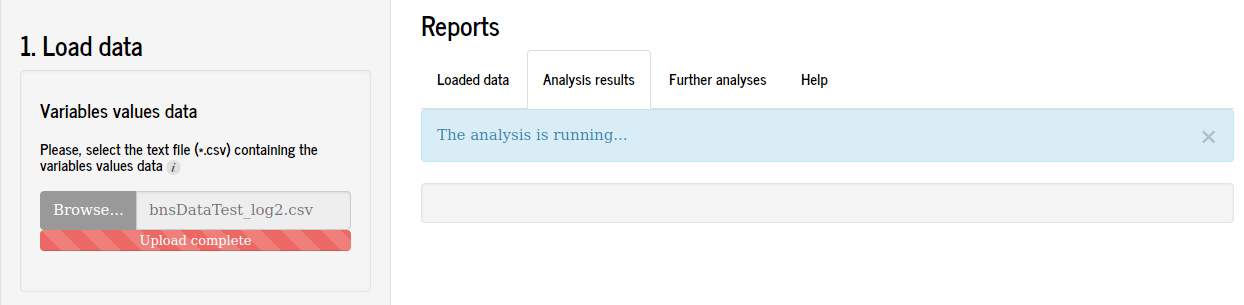 1. Load data
Variables values data
Please, select the text file (*.csv) containing the
variables values data i
Browse...
bnsDataTest_log2.csv
Upload complete
Reports
Loaded data
Analysis results
Further analyses
Help
The analysis is running...
×